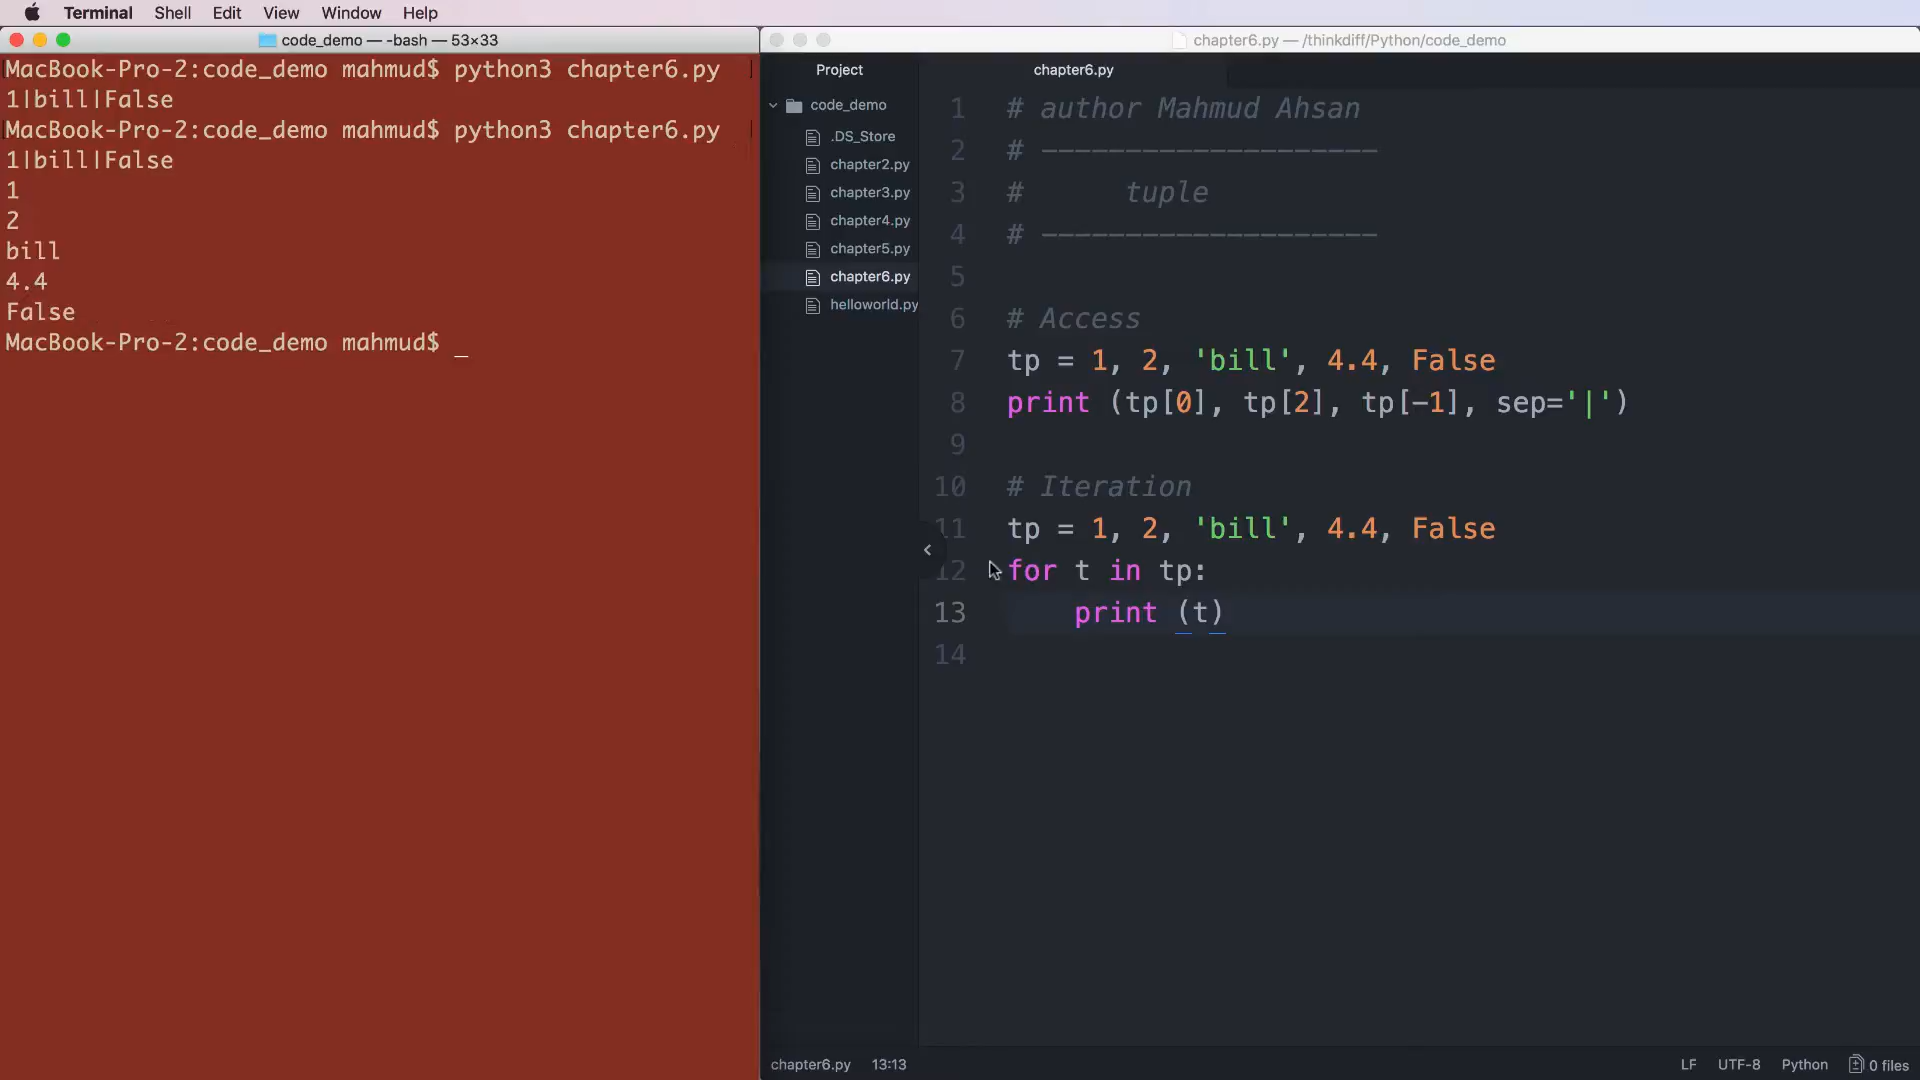 Terminal Shell Edit View Window Help
code_demo — -bash — 53×33
MacBook-Pro-2:code_demo mahmud$ python3 chapter6.py
1|bill|False
MacBook-Pro-2:code_demo mahmud$ python3 chapter6.py
1|bill|False
1
2
bill
4.4
False
MacBook-Pro-2:code_demo mahmud$ _
chapter6.py — /thinkdiff/Python/code_demo
Project
code_demo
.DS_Store
chapter2.py
chapter3.py
chapter4.py
chapter5.py
chapter6.py
helloworld.py
chapter6.py
1 # author Mahmud Ahsan
2 # --------------------
3 #      tuple
4 # --------------------
5
6 # Access
7 tp = 1, 2, 'bill', 4.4, False
8 print (tp[0], tp[2], tp[-1], sep='|')
9
10 # Iteration
11 tp = 1, 2, 'bill', 4.4, False
12 for t in tp:
13     print (t)
14
chapter6.py 13:13
LF UTF-8 Python 0 files